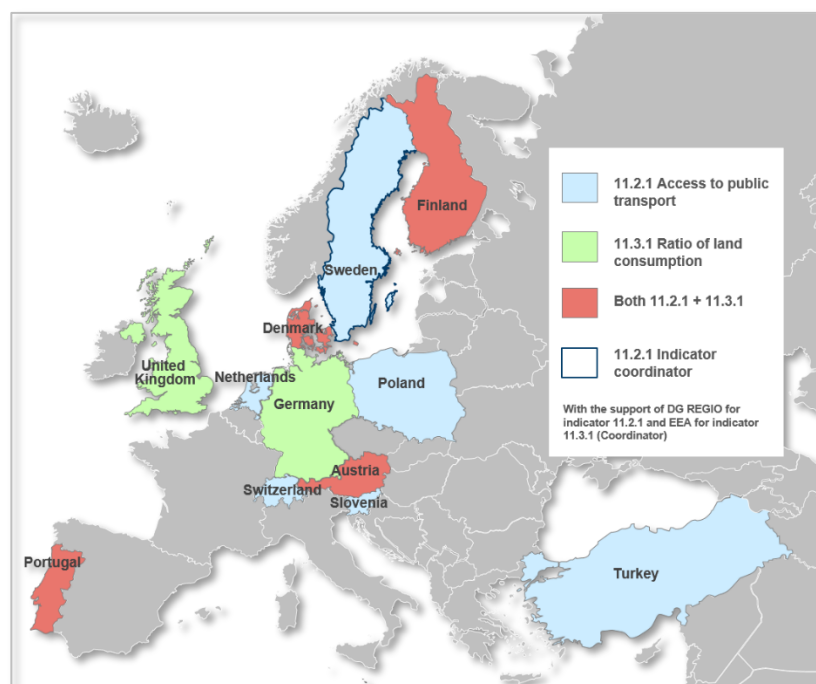 11.2.1 Access to public
transport
11.3.1 Ratio of land
consumption
Both 11.2.1 + 11.3.1
11.2.1 Indicator
coordinator
With the support of DG REGIO for
indicator 11.2.1 and EEA for indicator
11.3.1 (Coordinator)
Finland
Sweden
Denmark
United
Kingdom
Netherlands
Poland
Germany
Austria
Switzerland
Slovenia
Portugal
Turkey